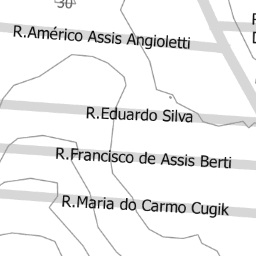 30
R.Américo Assis Angioletti
R.Eduardo Silva
R.Francisco de Assis Berti
R.Maria do Carmo Cugik